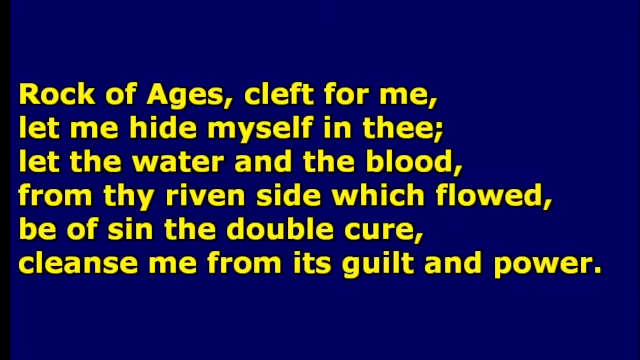 Rock of Ages, cleft for me,
let me hide myself in thee;
let the water and the blood,
from thy riven side which flowed,
be of sin the double cure,
cleanse me from its guilt and power.